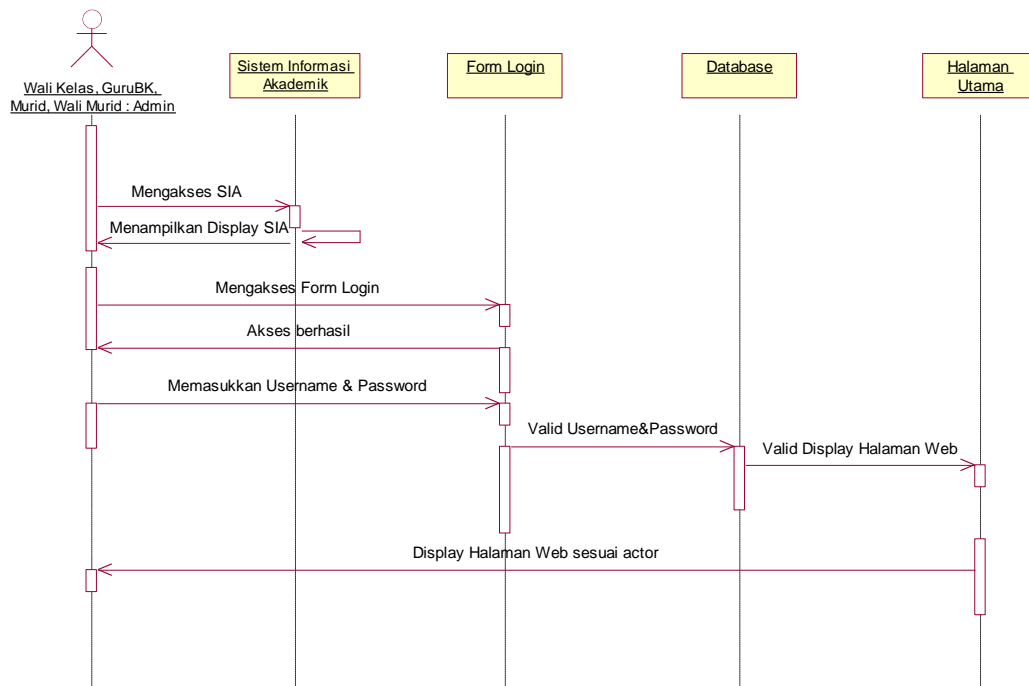 Wali Kelas, GuruBK,
Murid, Wali Murid : Admin
Sistem Informasi
Akademik
Form Login
Database
Halaman
Utama
Mengakses SIA
Menampilkan Display SIA
Mengakses Form Login
Akses berhasil
Memasukkan Username & Password
Valid Username&Password
Valid Display Halaman Web
Display Halaman Web sesuai actor